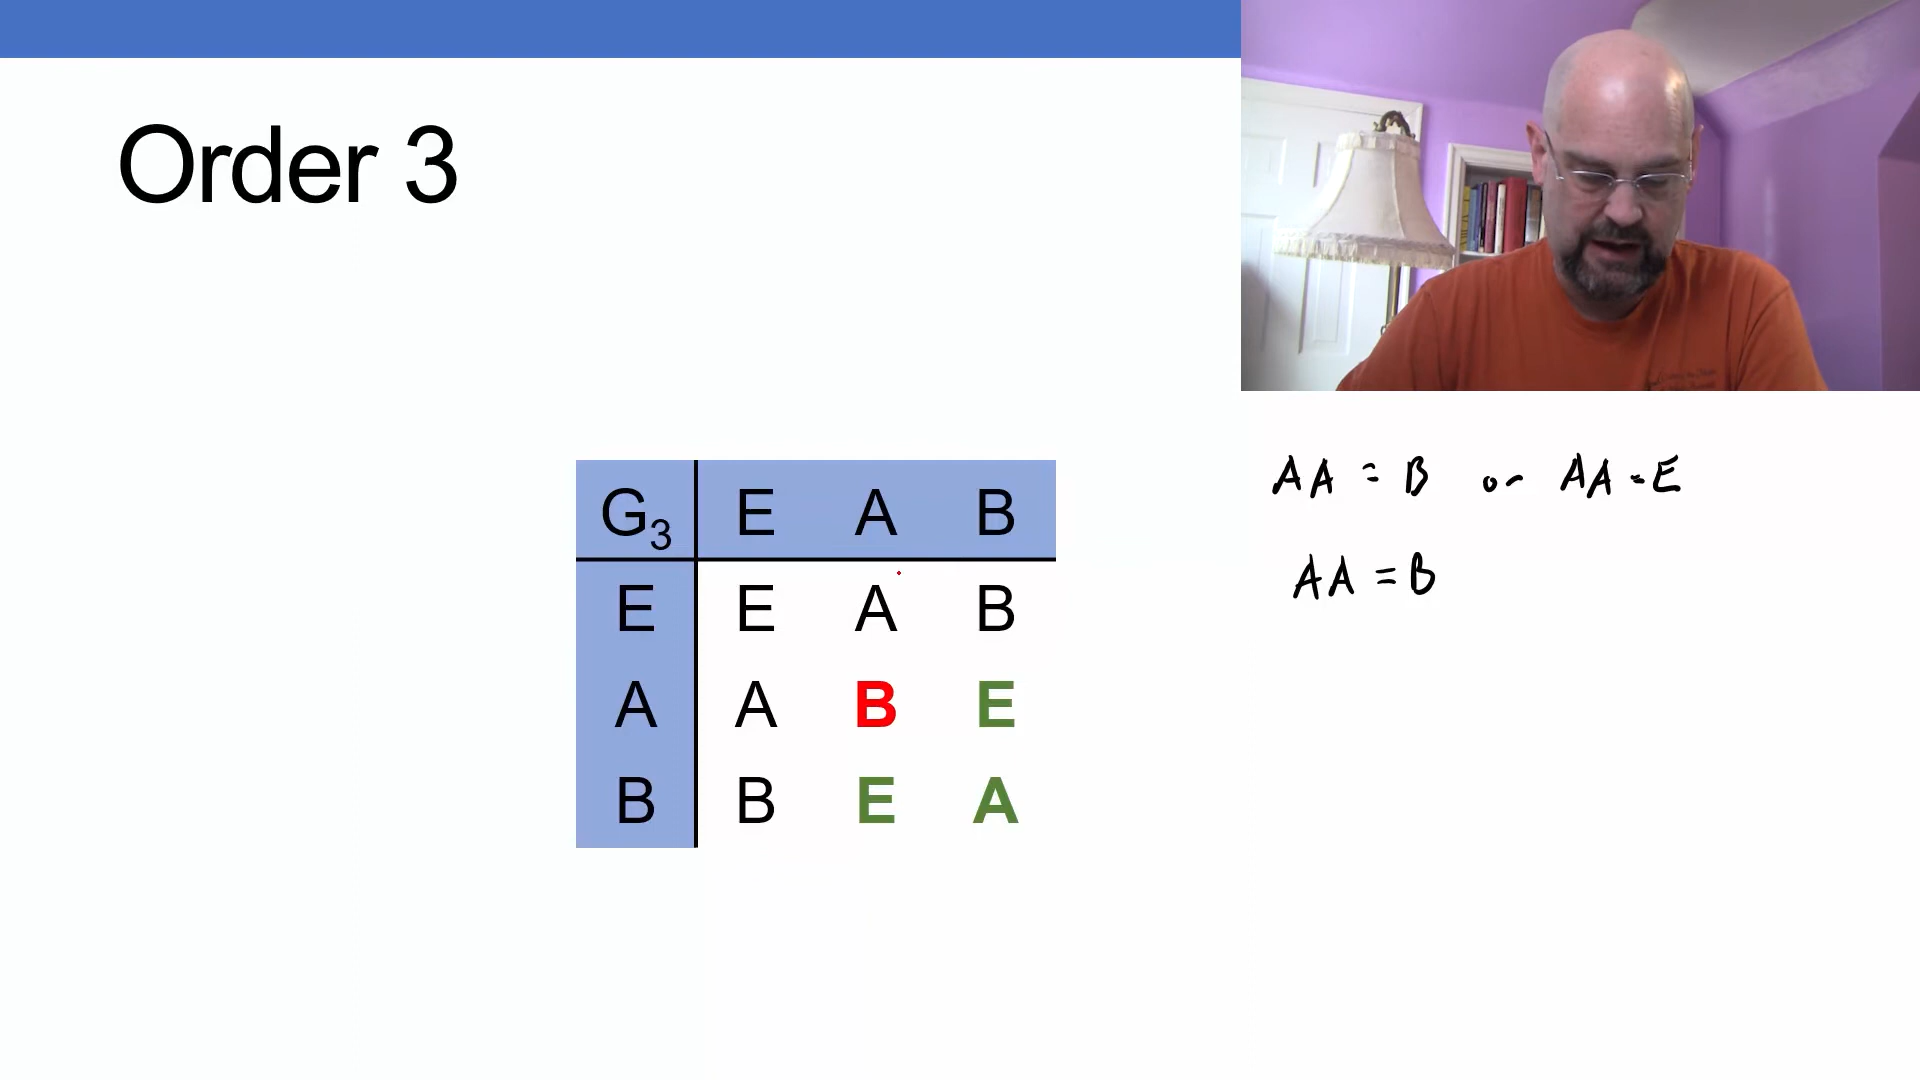 Order 3
G₃ E A B
E E A B
A A B E
B B E A
AA = B or AA = E
AA = B